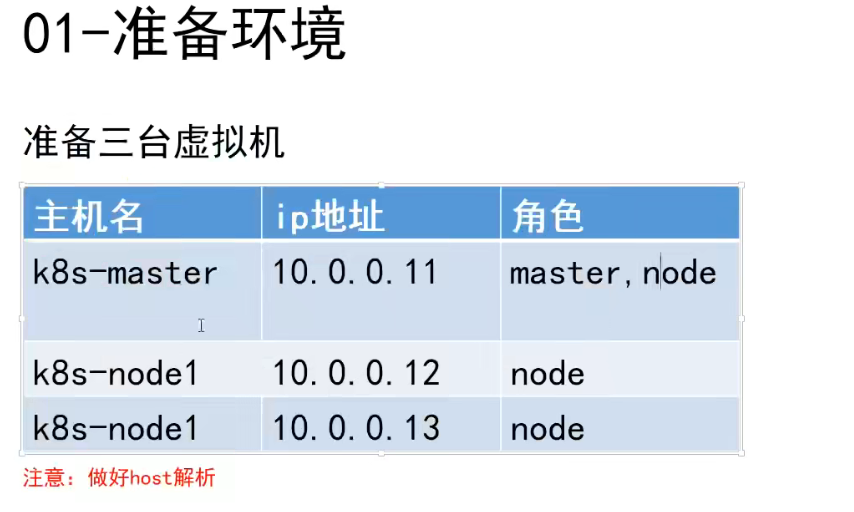 01-准备环境
准备三台虚拟机
主机名 ip地址 角色
k8s-master 10.0.0.11 master,node
k8s-node1 10.0.0.12 node
k8s-node1 10.0.0.13 node
注意：做好host解析